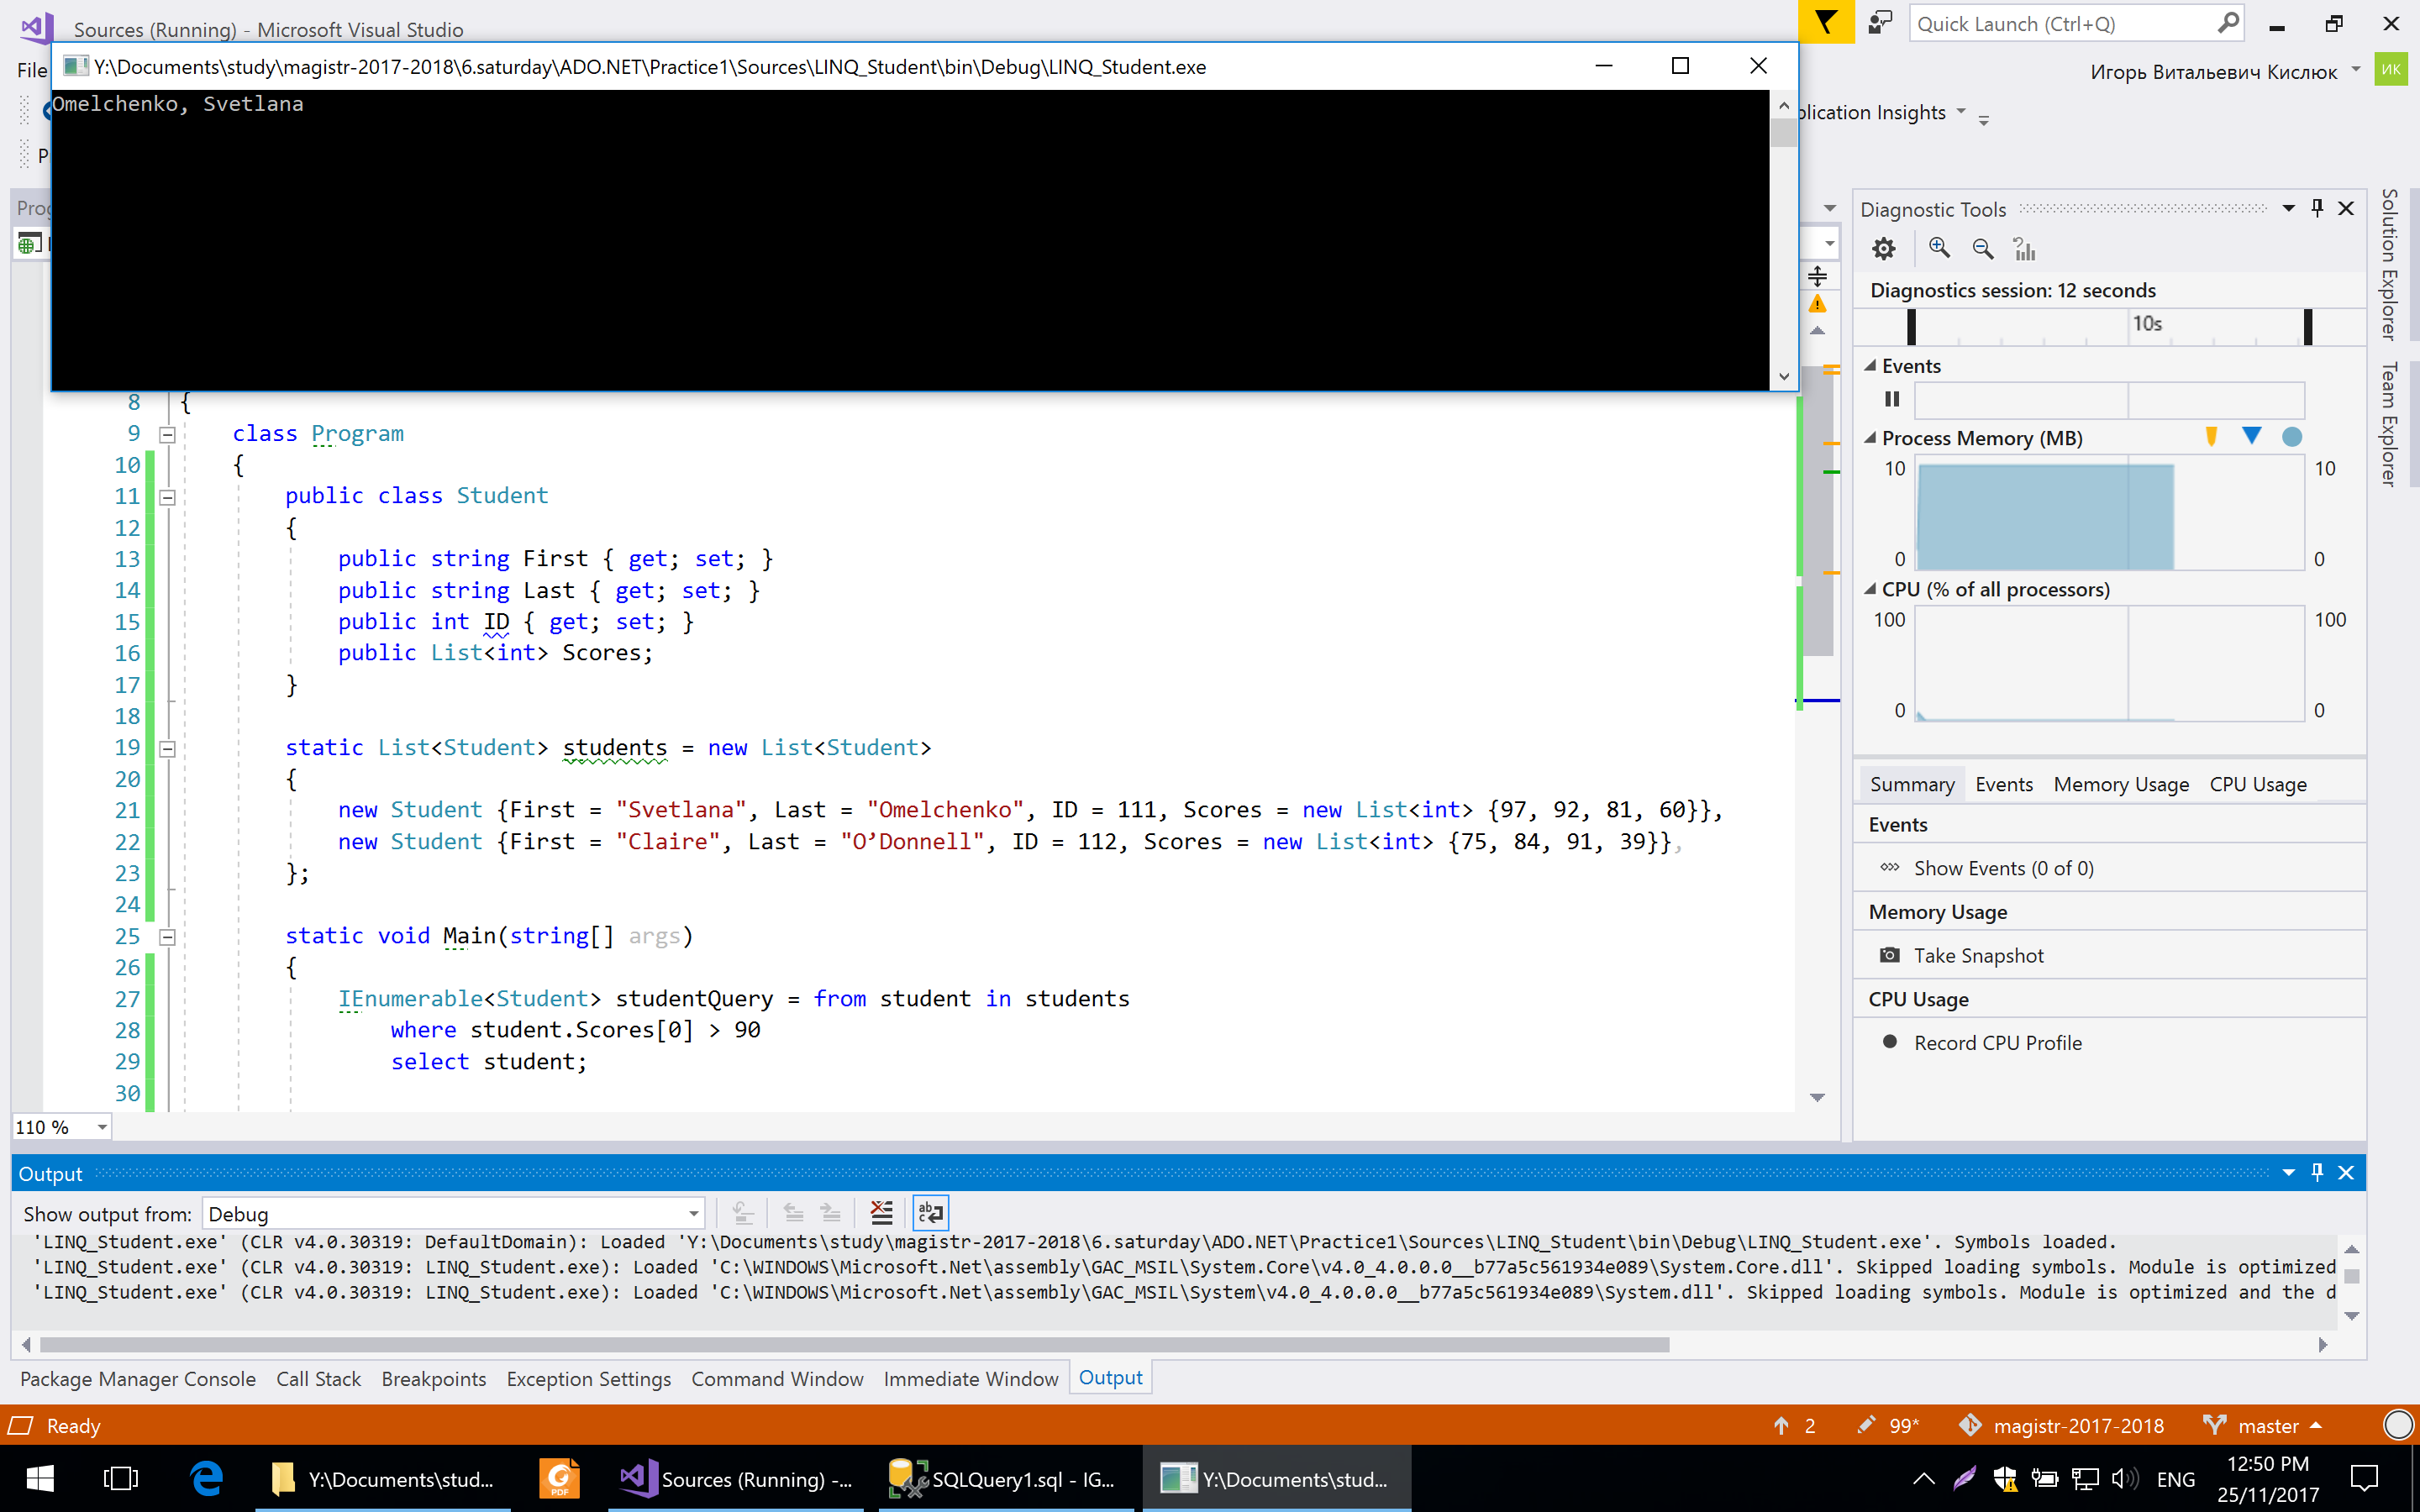 Sources (Running) - Microsoft Visual Studio
Quick Launch (Ctrl+Q)
File
Y:\Documents\study\magistr-2017-2018\6.saturday\ADO.NET\Practice1\Sources\LINQ_Student\bin\Debug\LINQ_Student.exe
Игорь Витальевич Кислюк
ИК
Omelchenko, Svetlana
plication Insights
P
Prog
Diagnostic Tools
Solution Explorer
Team Explorer
Diagnostics session: 12 seconds
10s
Events
Process Memory (MB)
10 10
0 0
CPU (% of all processors)
100 100
0 0
Summary Events Memory Usage CPU Usage
Events
Show Events (0 of 0)
Memory Usage
Take Snapshot
CPU Usage
Record CPU Profile
8 {
9 class Program
10 {
11 public class Student
12 {
13 public string First { get; set; }
14 public string Last { get; set; }
15 public int ID { get; set; }
16 public List<int> Scores;
17 }
18
19 static List<Student> students = new List<Student>
20 {
21 new Student {First = "Svetlana", Last = "Omelchenko", ID = 111, Scores = new List<int> {97, 92, 81, 60}},
22 new Student {First = "Claire", Last = "O’Donnell", ID = 112, Scores = new List<int> {75, 84, 91, 39}},
23 };
24
25 static void Main(string[] args)
26 {
27 IEnumerable<Student> studentQuery = from student in students
28 where student.Scores[0] > 90
29 select student;
30
110 %
Output
Show output from: Debug
'LINQ_Student.exe' (CLR v4.0.30319: DefaultDomain): Loaded 'Y:\Documents\study\magistr-2017-2018\6.saturday\ADO.NET\Practice1\Sources\LINQ_Student\bin\Debug\LINQ_Student.exe'. Symbols loaded.
'LINQ_Student.exe' (CLR v4.0.30319: LINQ_Student.exe): Loaded 'C:\WINDOWS\Microsoft.Net\assembly\GAC_MSIL\System.Core\v4.0_4.0.0.0__b77a5c561934e089\System.Core.dll'. Skipped loading symbols. Module is optimized
'LINQ_Student.exe' (CLR v4.0.30319: LINQ_Student.exe): Loaded 'C:\WINDOWS\Microsoft.Net\assembly\GAC_MSIL\System\v4.0_4.0.0.0__b77a5c561934e089\System.dll'. Skipped loading symbols. Module is optimized and the d
Package Manager Console Call Stack Breakpoints Exception Settings Command Window Immediate Window Output
Ready
2 99* magistr-2017-2018 master
Y:\Documents\stud...
PDF
Sources (Running) -...
SQLQuery1.sql - IG...
Y:\Documents\stud...
ENG
12:50 PM
25/11/2017